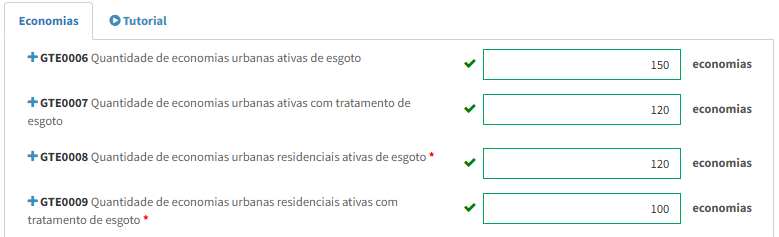 Economias Tutorial
GTE0006 Quantidade de economias urbanas ativas de esgoto 150 economias
GTE0007 Quantidade de economias urbanas ativas com tratamento de 120 economias
esgoto
GTE0008 Quantidade de economias urbanas residenciais ativas de esgoto * 120 economias
GTE0009 Quantidade de economias urbanas residenciais ativas com 100 economias
tratamento de esgoto *